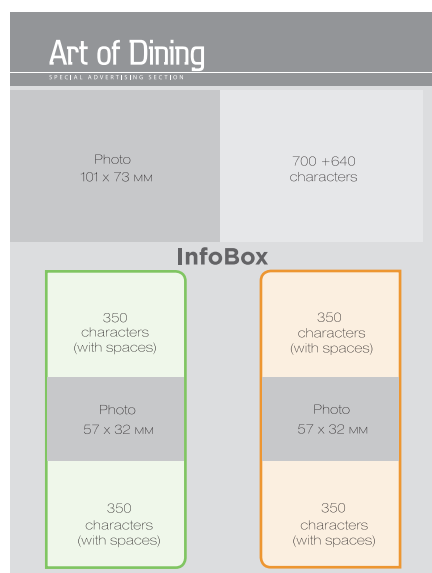 Art of Dining
SPECIAL ADVERTISING SECTION
Photo
101 x 73 мм
700 +640
characters
InfoBox
350
characters
(with spaces)
Photo
57 x 32 мм
350
characters
(with spaces)
350
characters
(with spaces)
Photo
57 x 32 мм
350
characters
(with spaces)